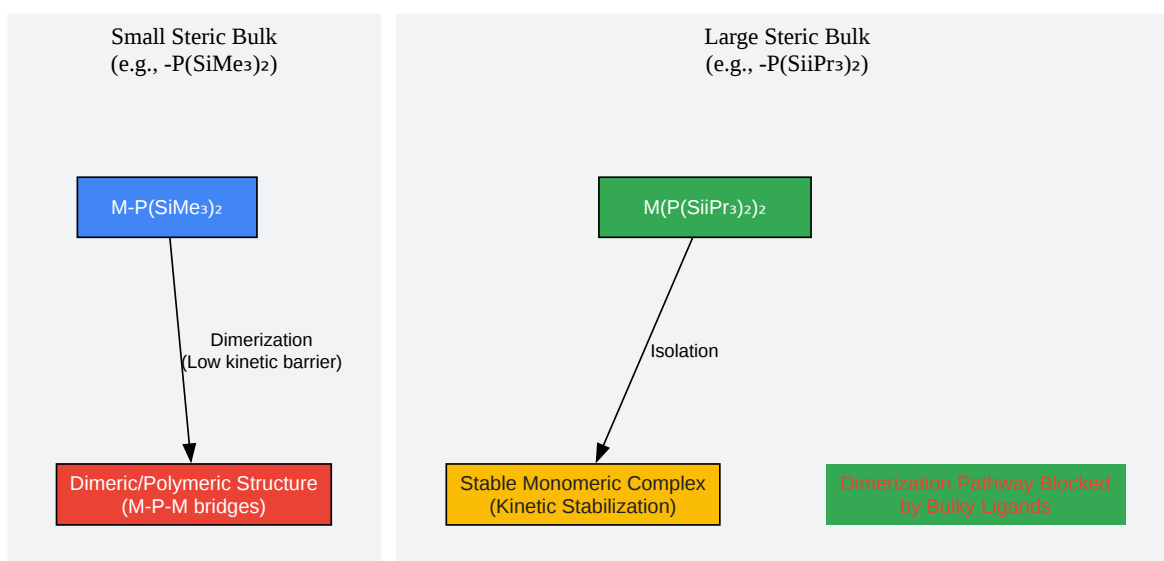 Small Steric Bulk
(e.g., -P(SiMe₃)₂)
M-P(SiMe₃)₂
Dimerization
(Low kinetic barrier)
Dimeric/Polymeric Structure
(M-P-M bridges)
Large Steric Bulk
(e.g., -P(SiiPr₃)₂)
M(P(SiiPr₃)₂)₂
Isolation
Stable Monomeric Complex
(Kinetic Stabilization)
Dimerization Pathway Blocked
by Bulky Ligands